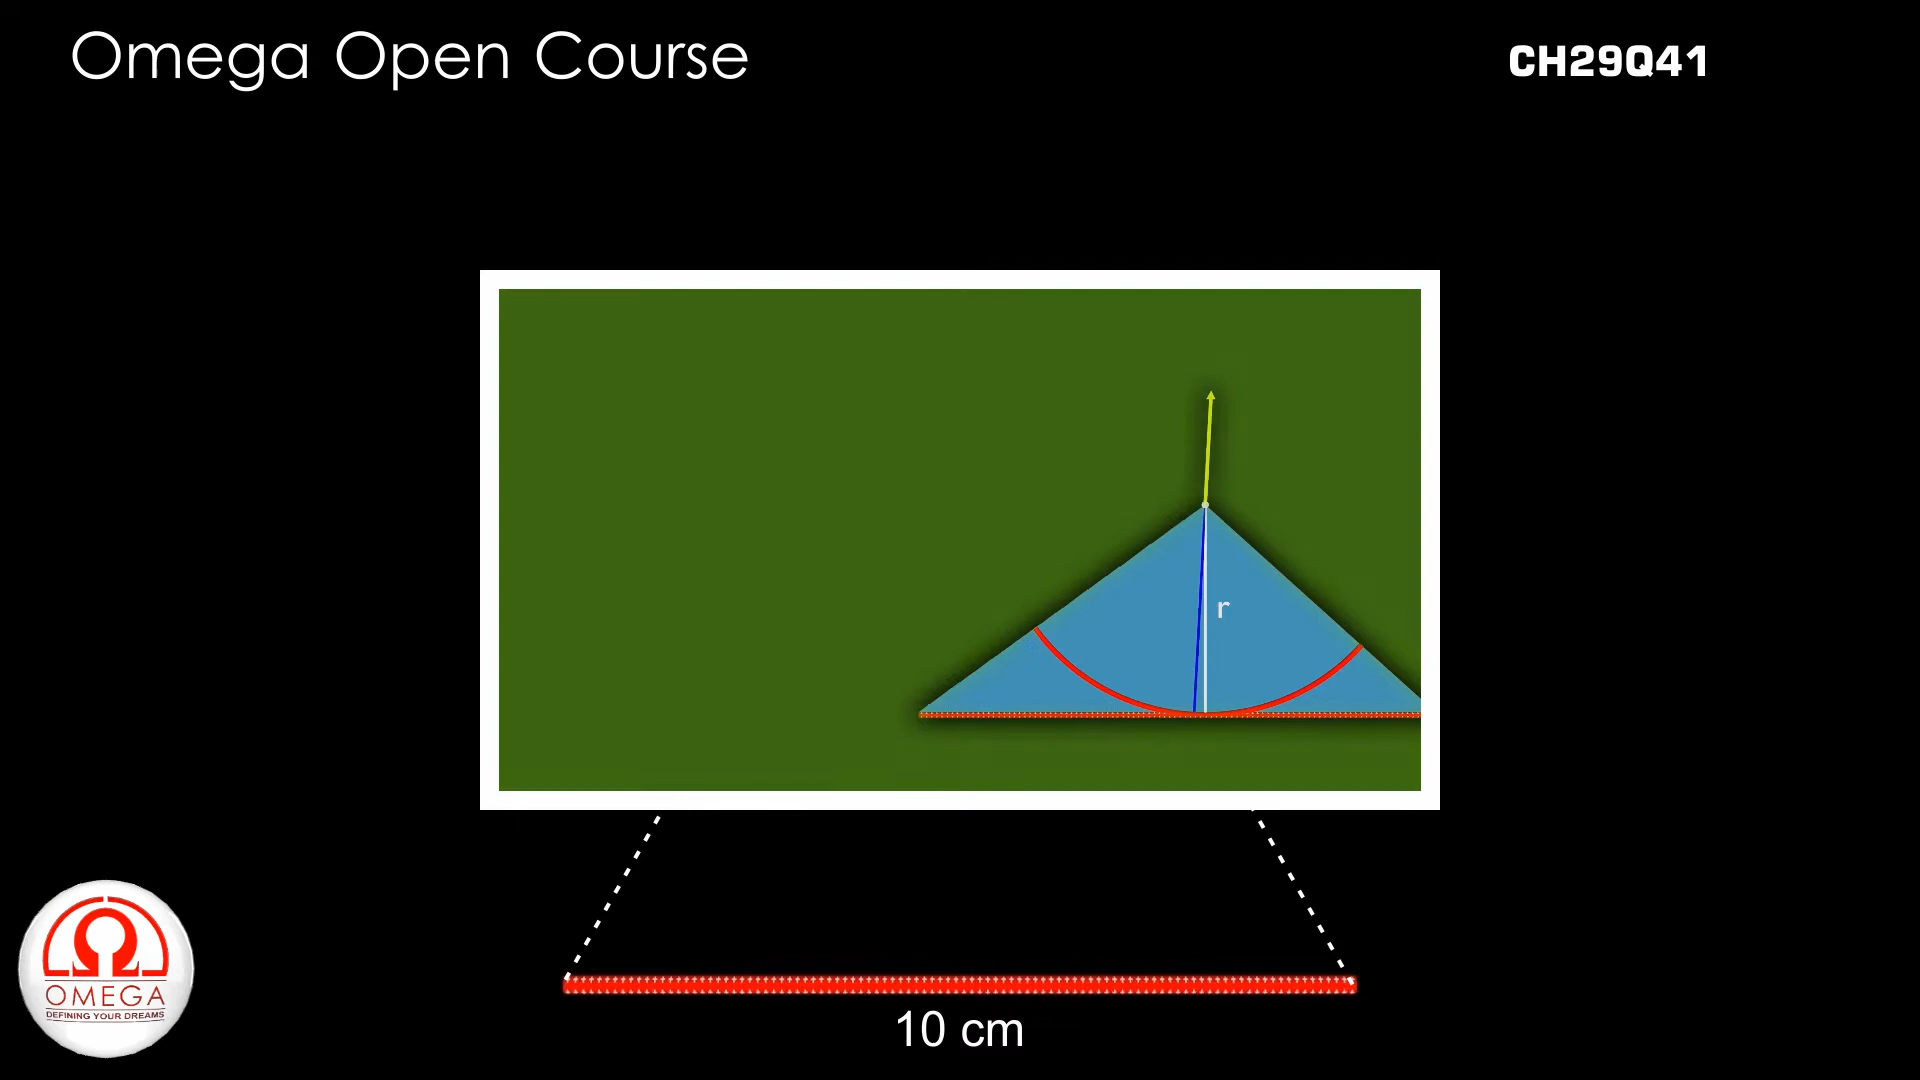 Omega Open Course
CH29Q41
r
10 cm
OMEGA
DEFINING YOUR DREAMS